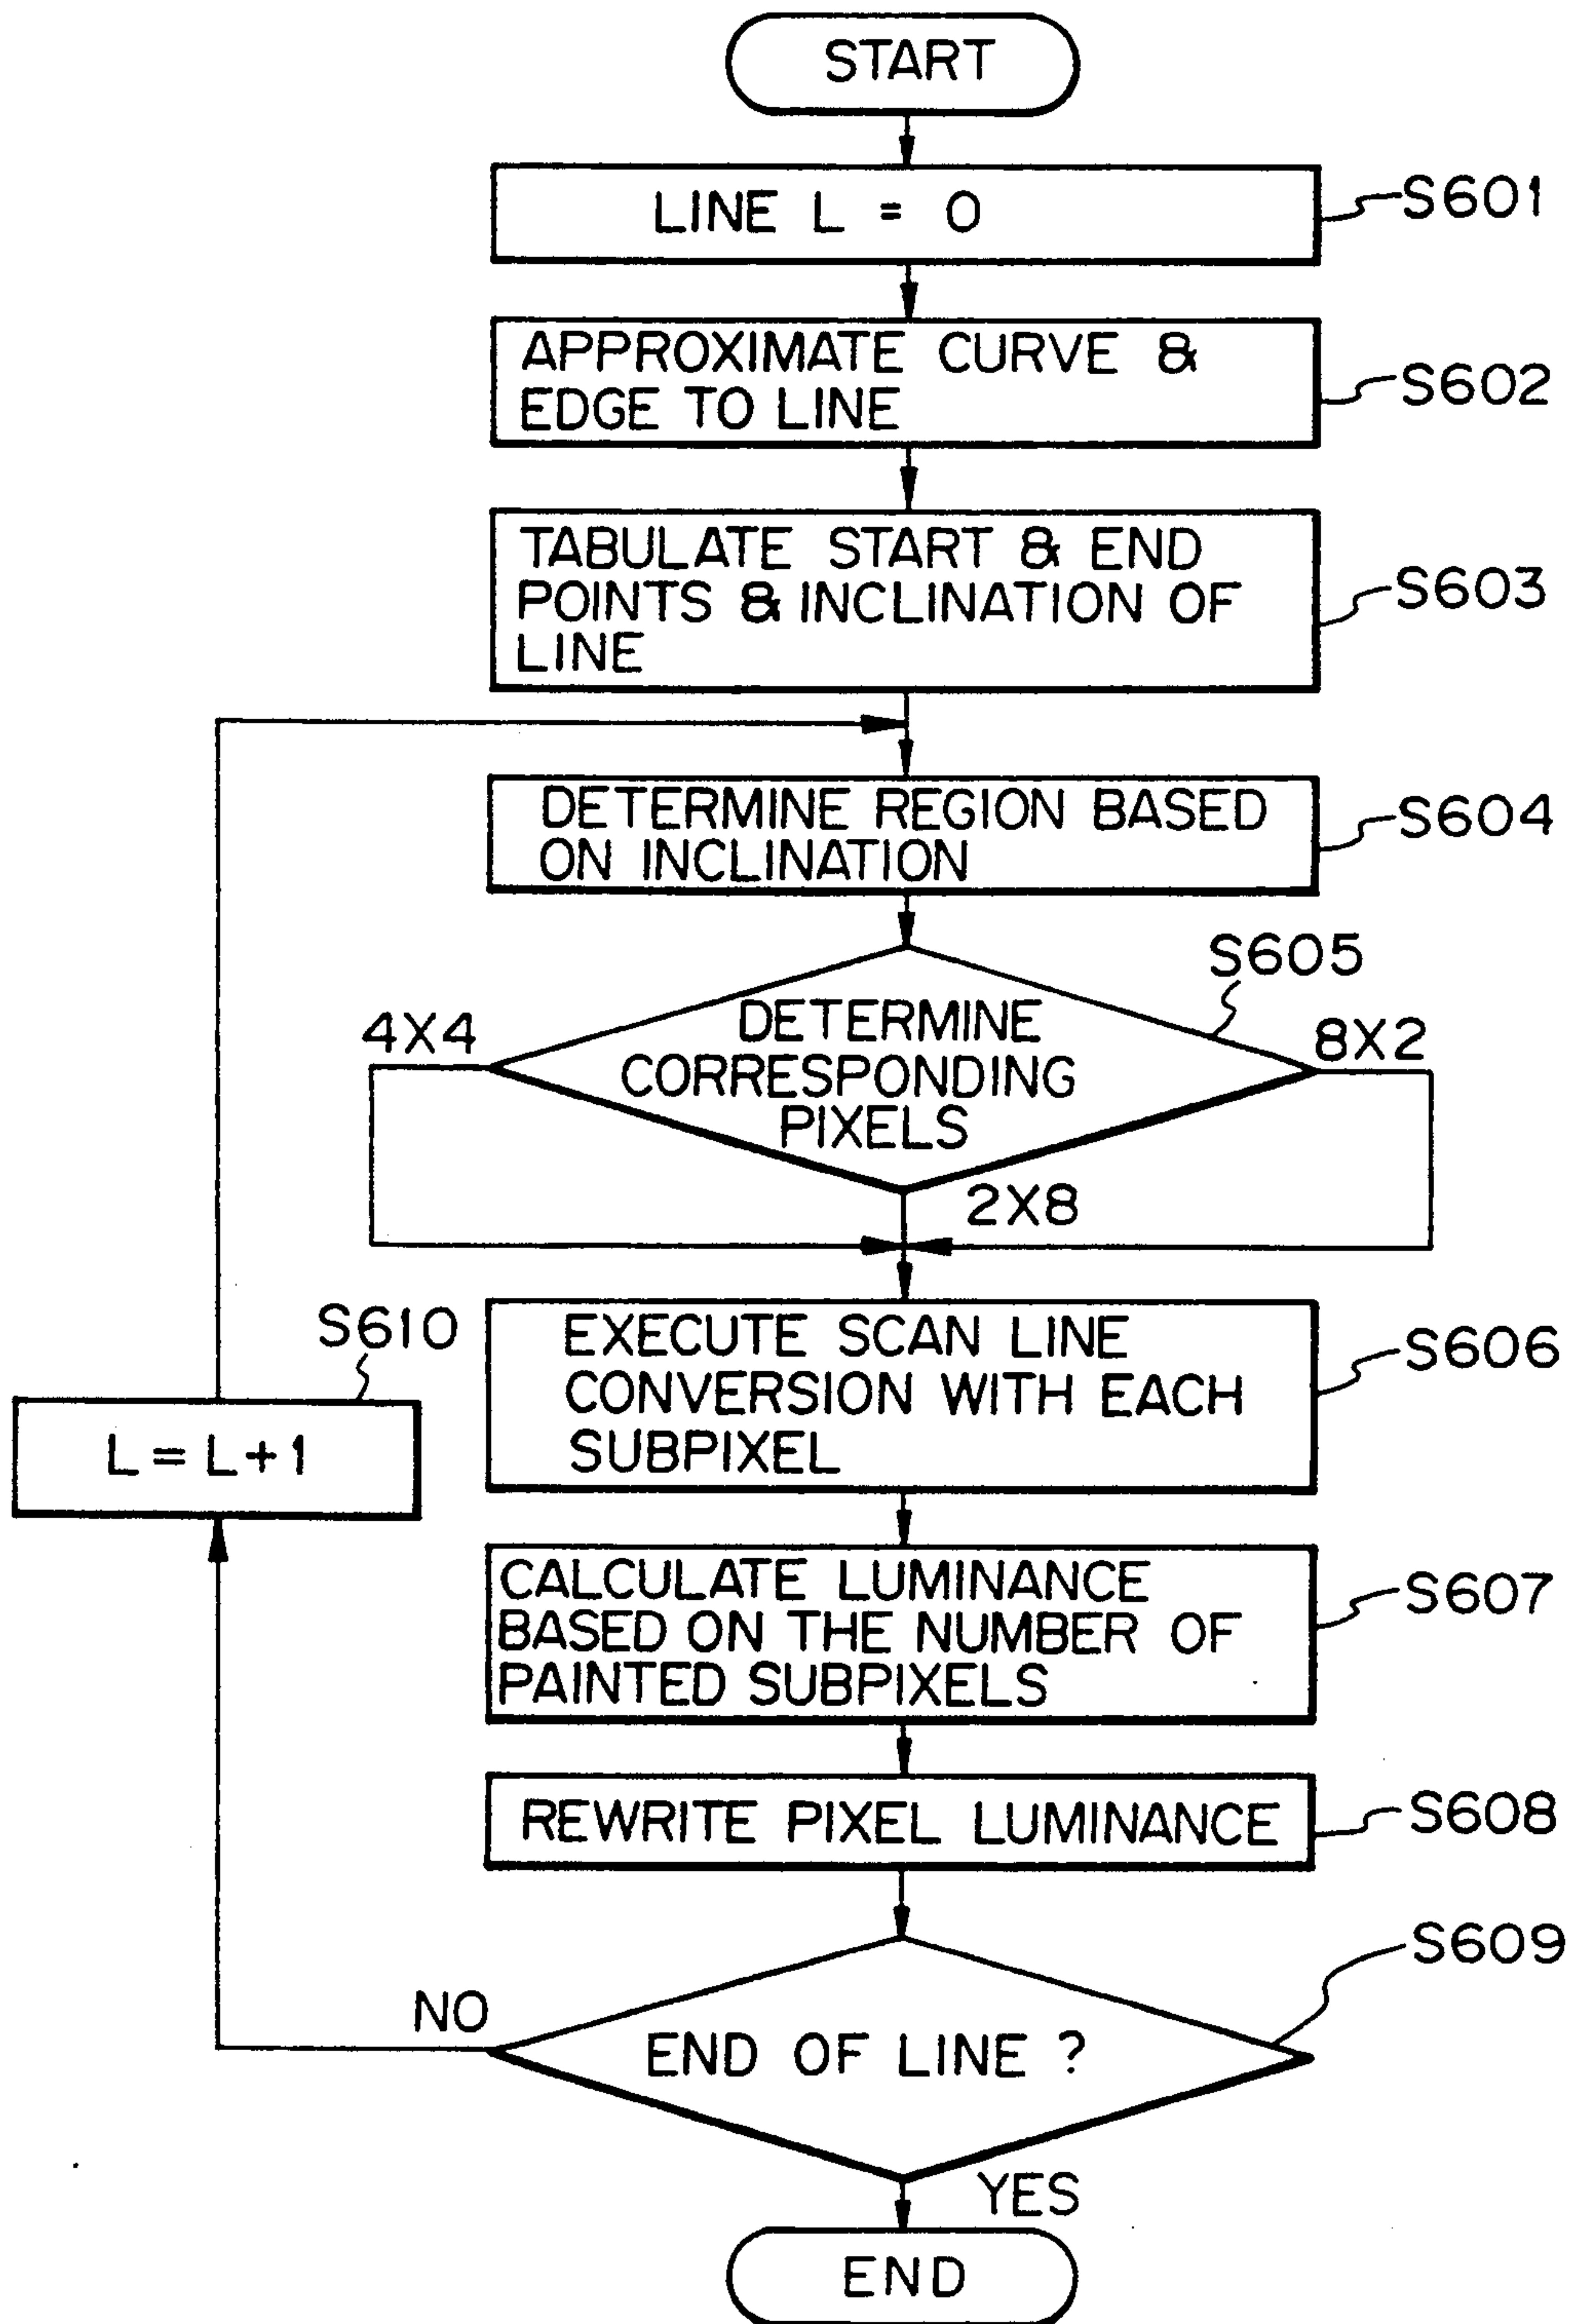 START
LINE L = 0
S601
APPROXIMATE CURVE &
EDGE TO LINE
S602
TABULATE START & END
POINTS & INCLINATION OF
LINE
S603
DETERMINE REGION BASED
ON INCLINATION
S604
S605
4X4
DETERMINE
CORRESPONDING
PIXELS
8X2
2X8
S610
L = L + 1
EXECUTE SCAN LINE
CONVERSION WITH EACH
SUBPIXEL
S606
CALCULATE LUMINANCE
BASED ON THE NUMBER OF
PAINTED SUBPIXELS
S607
REWRITE PIXEL LUMINANCE
S608
S609
NO
END OF LINE ?
YES
END